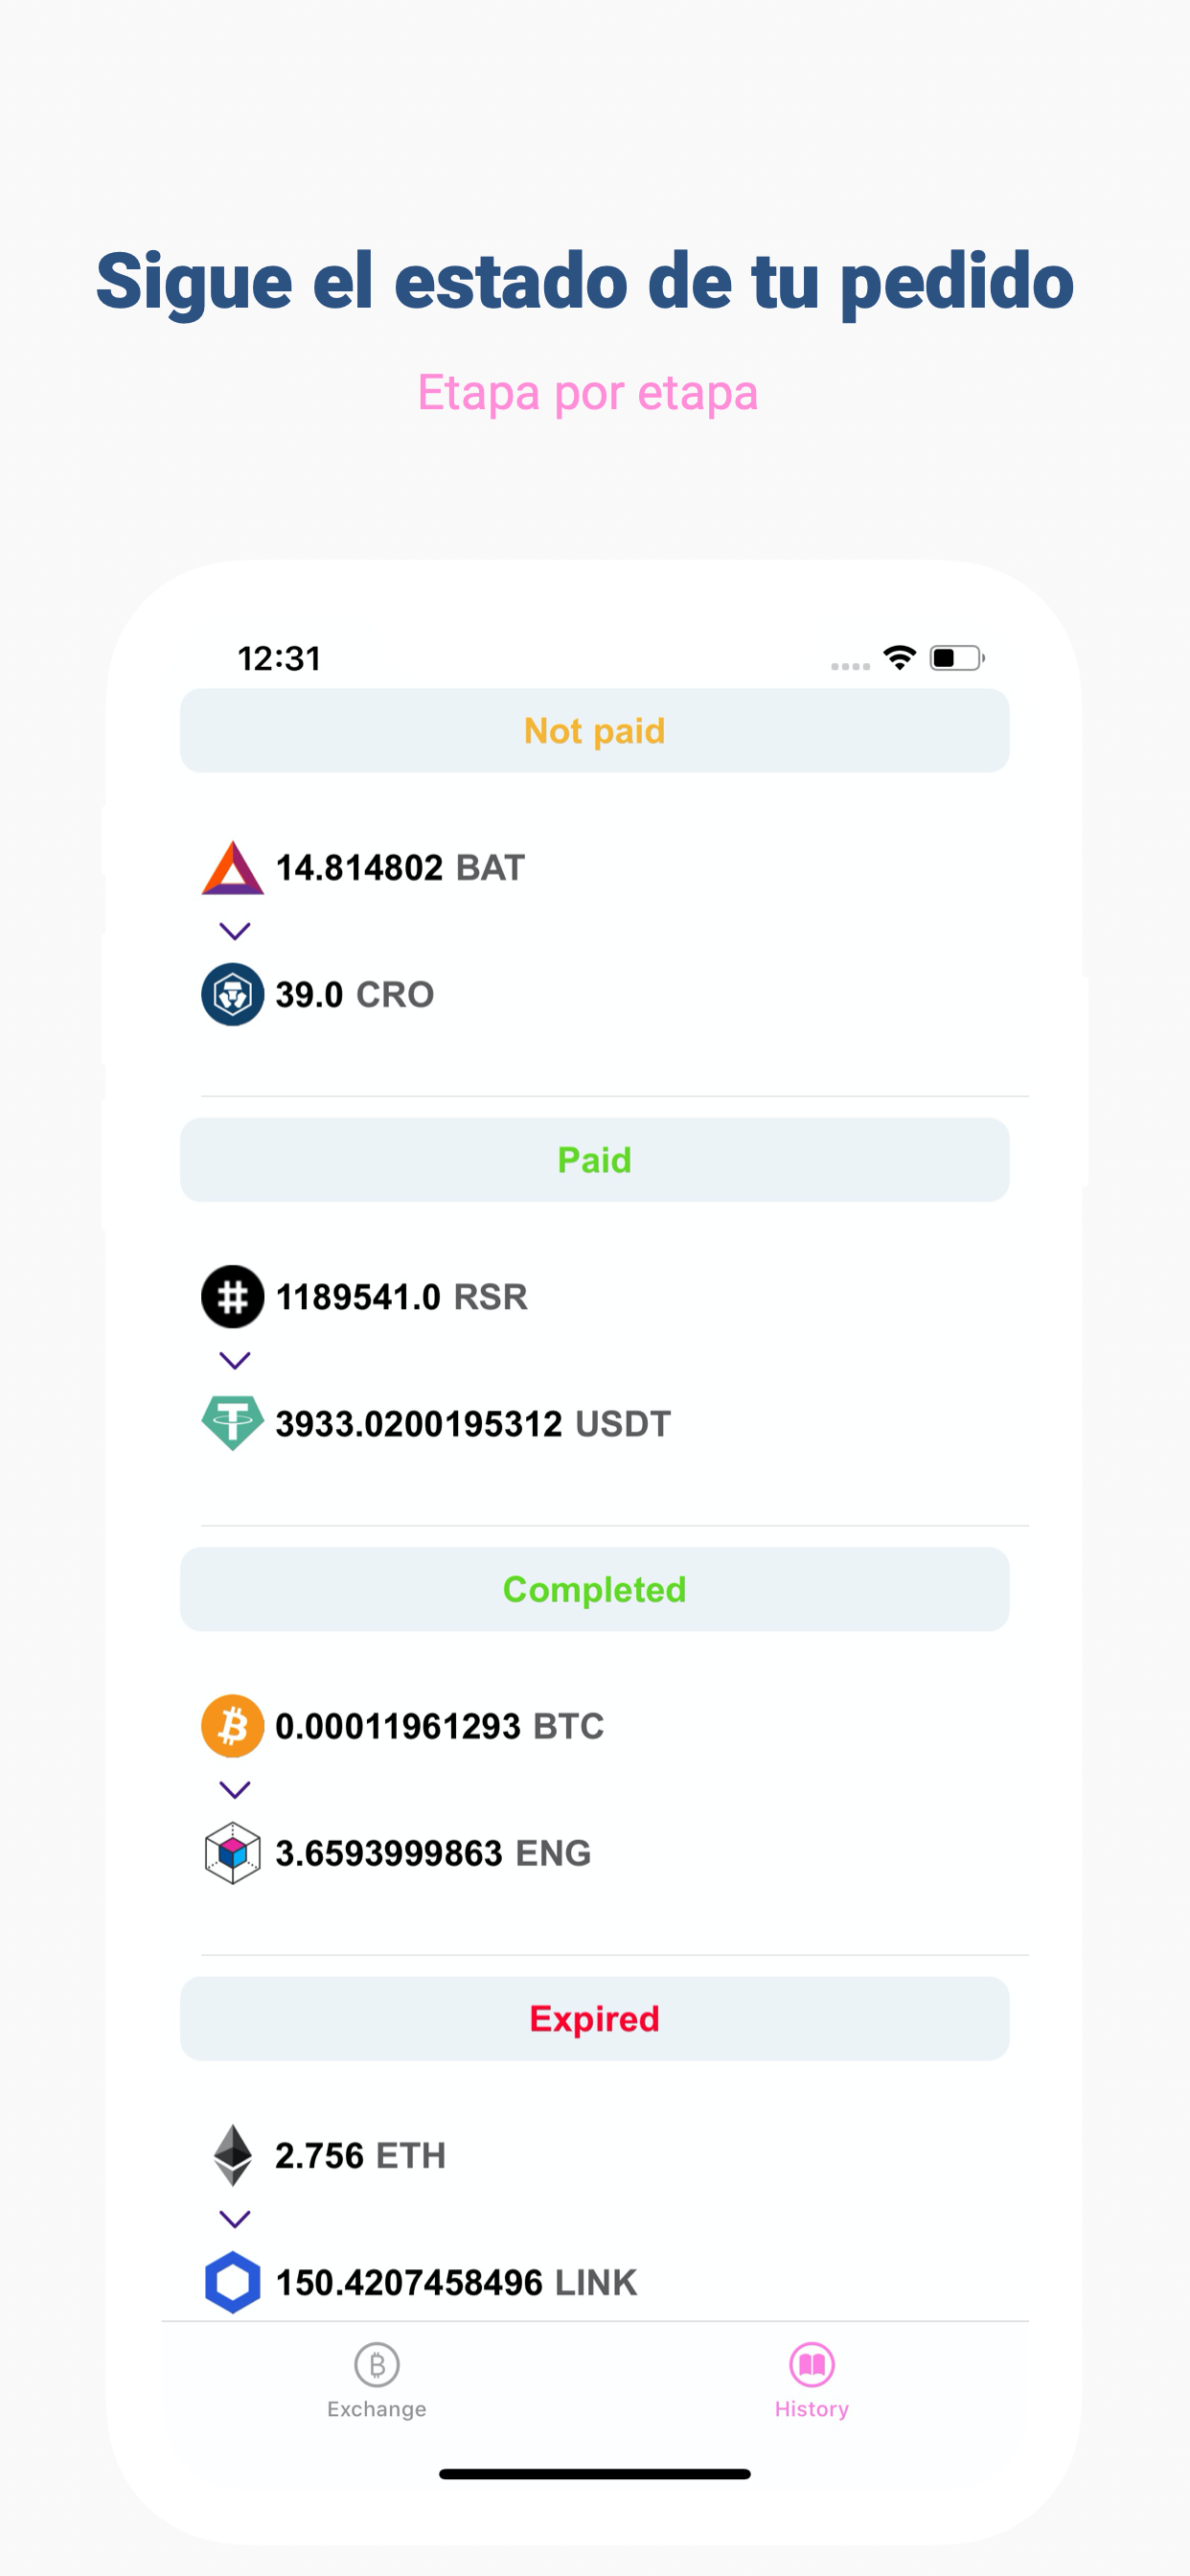 Sigue el estado de tu pedido
Etapa por etapa
12:31
Not paid
14.814802 BAT
39.0 CRO
Paid
1189541.0 RSR
3933.0200195312 USDT
Completed
0.00011961293 BTC
3.6593999863 ENG
Expired
2.756 ETH
150.4207458496 LINK
Exchange
History